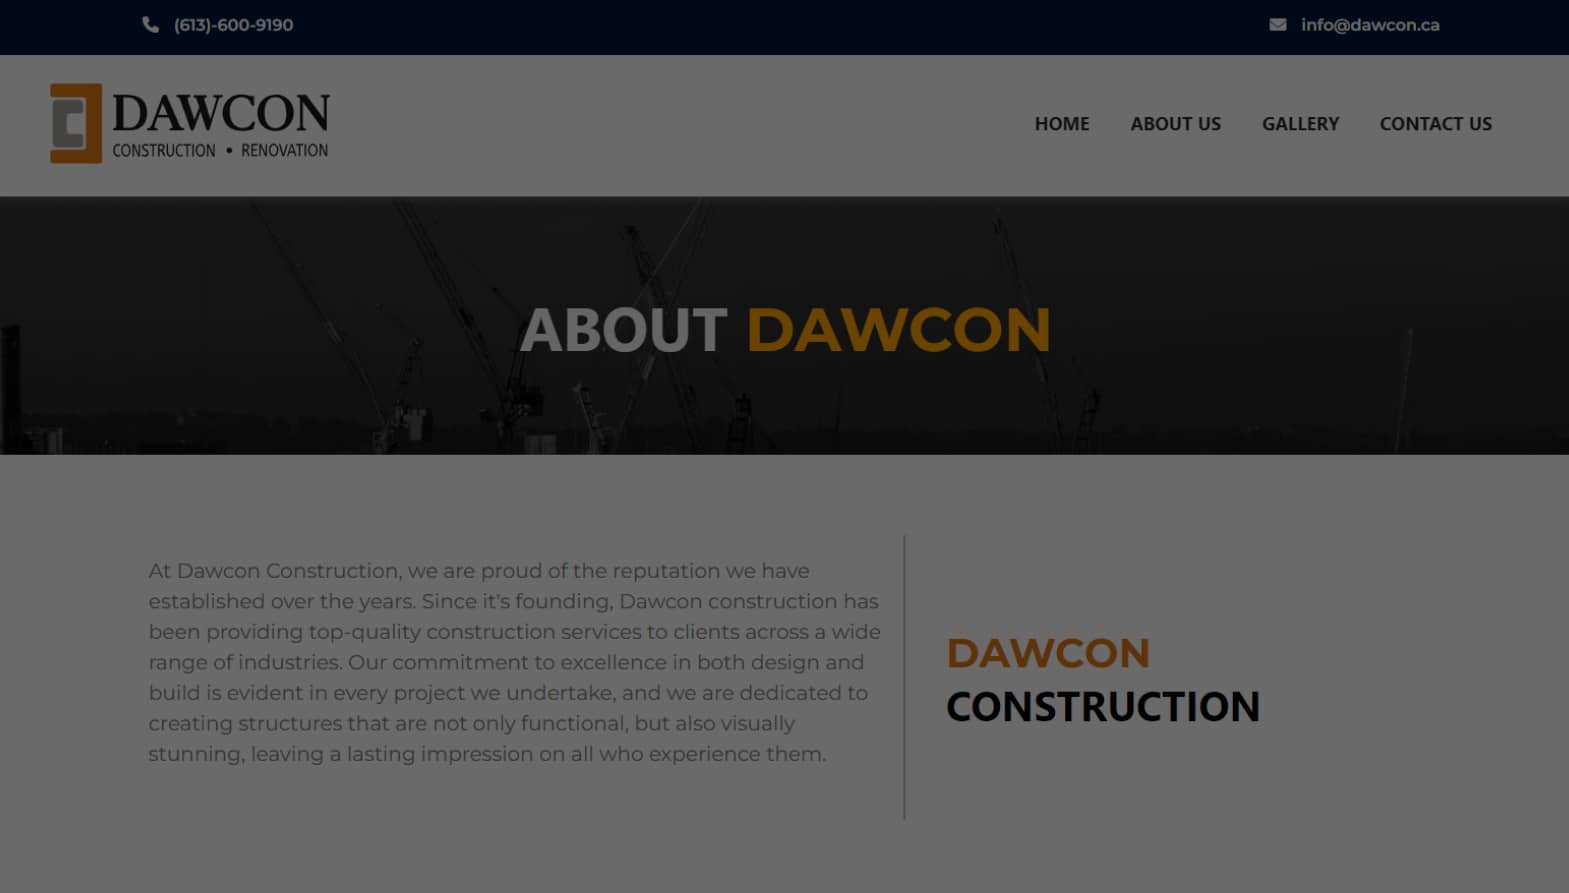 (613)-600-9190
info@dawcon.ca
DAWCON
CONSTRUCTION • RENOVATION
HOME
ABOUT US
GALLERY
CONTACT US
ABOUT DAWCON
At Dawcon Construction, we are proud of the reputation we have
established over the years. Since it's founding, Dawcon construction has
been providing top-quality construction services to clients across a wide
range of industries. Our commitment to excellence in both design and
build is evident in every project we undertake, and we are dedicated to
creating structures that are not only functional, but also visually
stunning, leaving a lasting impression on all who experience them.
DAWCON
CONSTRUCTION